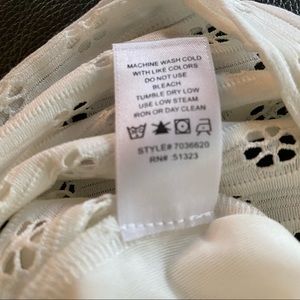 MACHINE WASH COLD
WITH LIKE COLORS
DO NOT USE
BLEACH
TUMBLE DRY LOW
USE LOW STEAM
IRON OR DAY CLEAN
STYLE# 7036620
RN# :51323